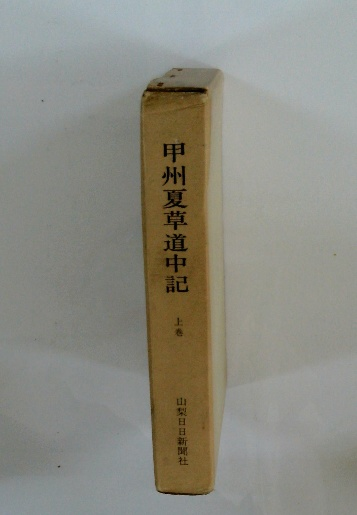 甲州夏草道中記
上巻
山梨日日新聞社